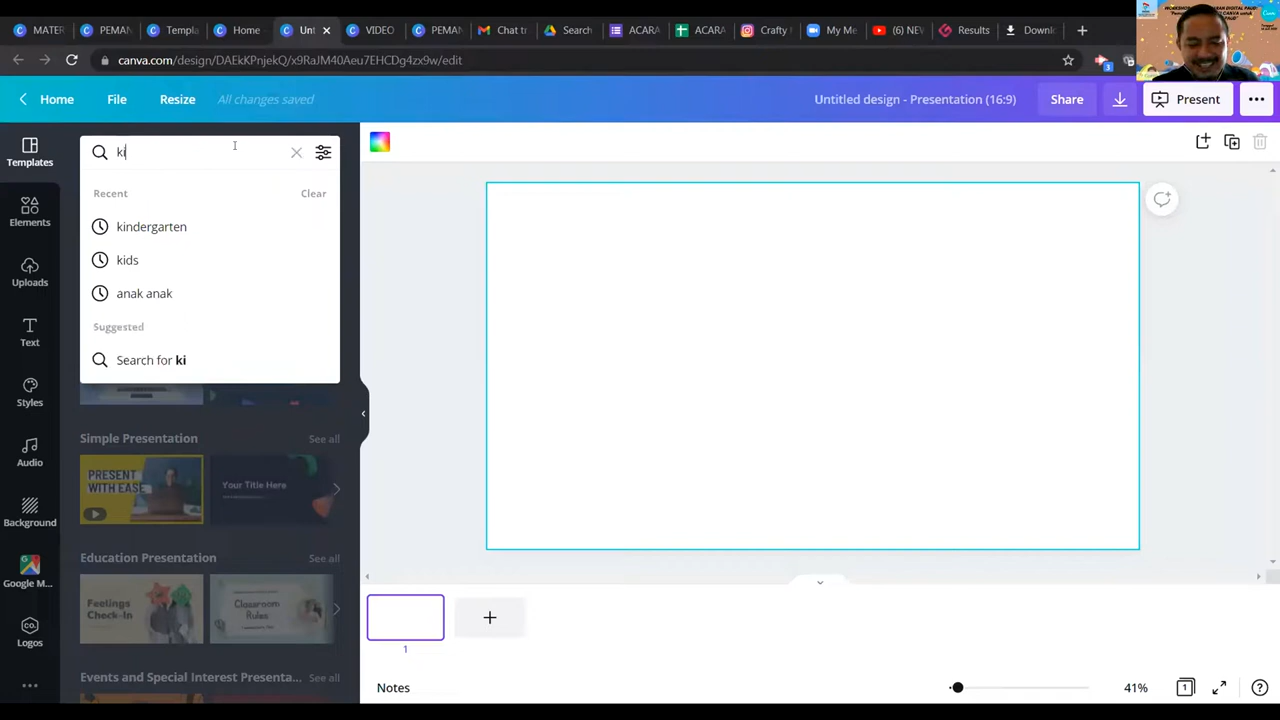 MATER
PEMAN
Templa
Home
Unt
VIDEO
PEMAN
Chat
Search
ACARA
ACARA
Crafty
My Me
(6) NEV
Results
Downl
canva.com/design/DAEkKPnjekQ/x9RaJM40Aeu7EHCDg4zx9w/edit
3
Home
File
Resize
All changes saved
Untitled design - Presentation (16:9)
Share
Present
Templates
Elements
Uploads
Text
Styles
Audio
Background
Google M...
Logos
ki
Recent
Clear
kindergarten
kids
anak anak
Suggested
Search for ki
Simple Presentation
See all
PRESENT
WITH EASE
Your Title Here
Education Presentation
See all
Feelings
Check-In
Classroom
Rules
Events and Special Interest Presenta...
See all
1
Notes
41%
1